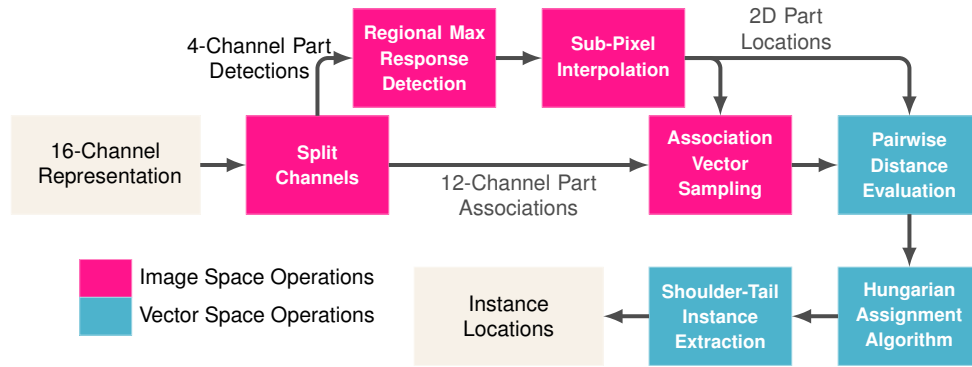 4-Channel Part
Detections
Regional Max
Response
Detection
Sub-Pixel
Interpolation
2D Part
Locations
16-Channel
Representation
Split
Channels
12-Channel Part
Associations
Association
Vector
Sampling
Pairwise
Distance
Evaluation
Image Space Operations
Vector Space Operations
Instance
Locations
Shoulder-Tail
Instance
Extraction
Hungarian
Assignment
Algorithm